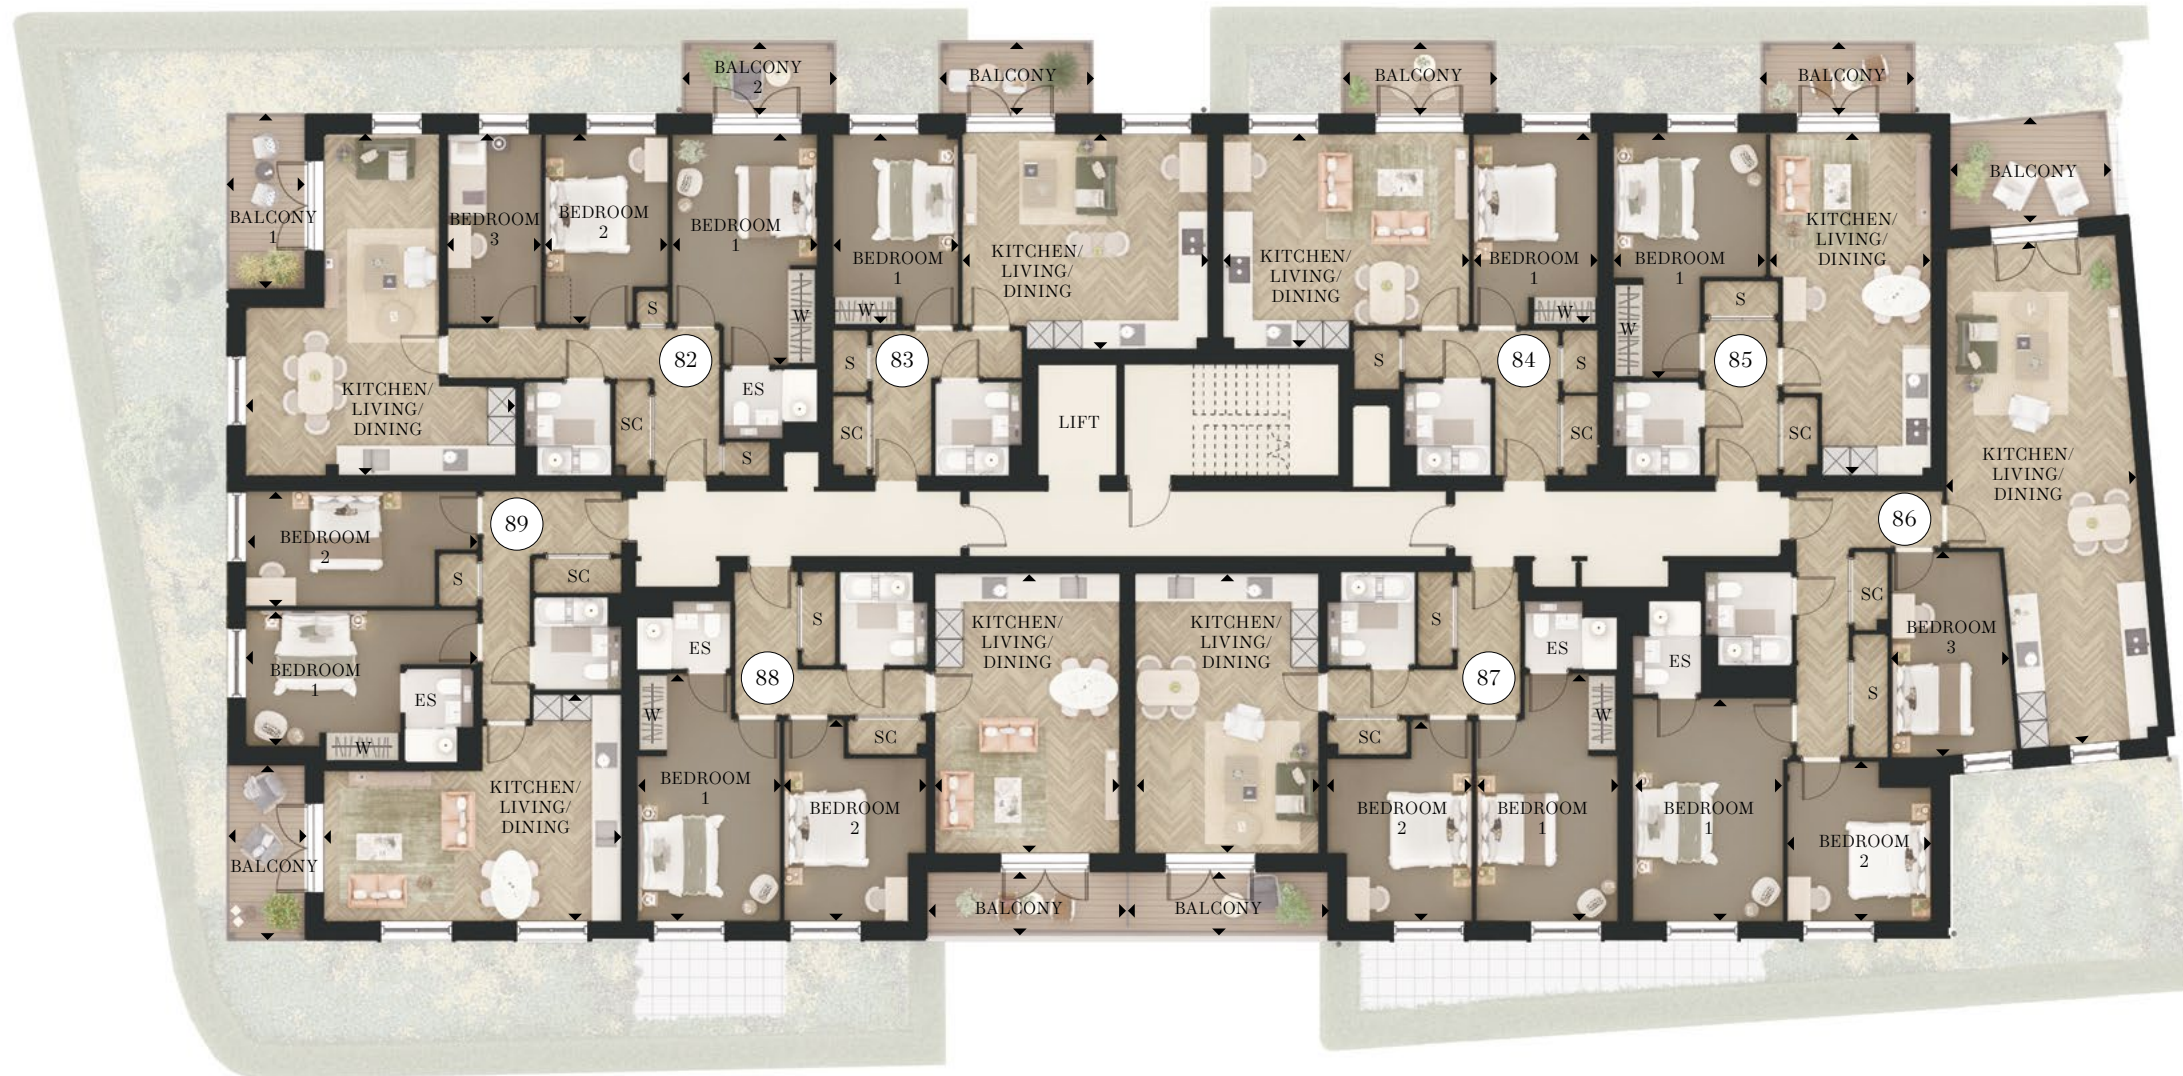 BALCONY
2
BALCONY
BALCONY
BALCONY
BALCONY
1
BEDROOM
3
BEDROOM
2
BEDROOM
1
BEDROOM
1
KITCHEN/
LIVING/
DINING
KITCHEN/
LIVING/
DINING
BEDROOM
1
BEDROOM
1
KITCHEN/
LIVING/
DINING
BALCONY
W
S
W
W
S
W
82
S
83
S
84
S
85
KITCHEN/
LIVING/
DINING
ES
SC
S
SC
LIFT
SC
SC
KITCHEN/
LIVING/
DINING
89
86
BEDROOM
2
S
SC
BEDROOM
1
ES
W
KITCHEN/
LIVING/
DINING
BALCONY
ES
S
88
W
SC
BEDROOM
1
BEDROOM
2
KITCHEN/
LIVING/
DINING
BALCONY
KITCHEN/
LIVING/
DINING
BALCONY
S
87
ES
SC
W
BEDROOM
2
BEDROOM
1
ES
SC
S
BEDROOM
3
BEDROOM
1
BEDROOM
2